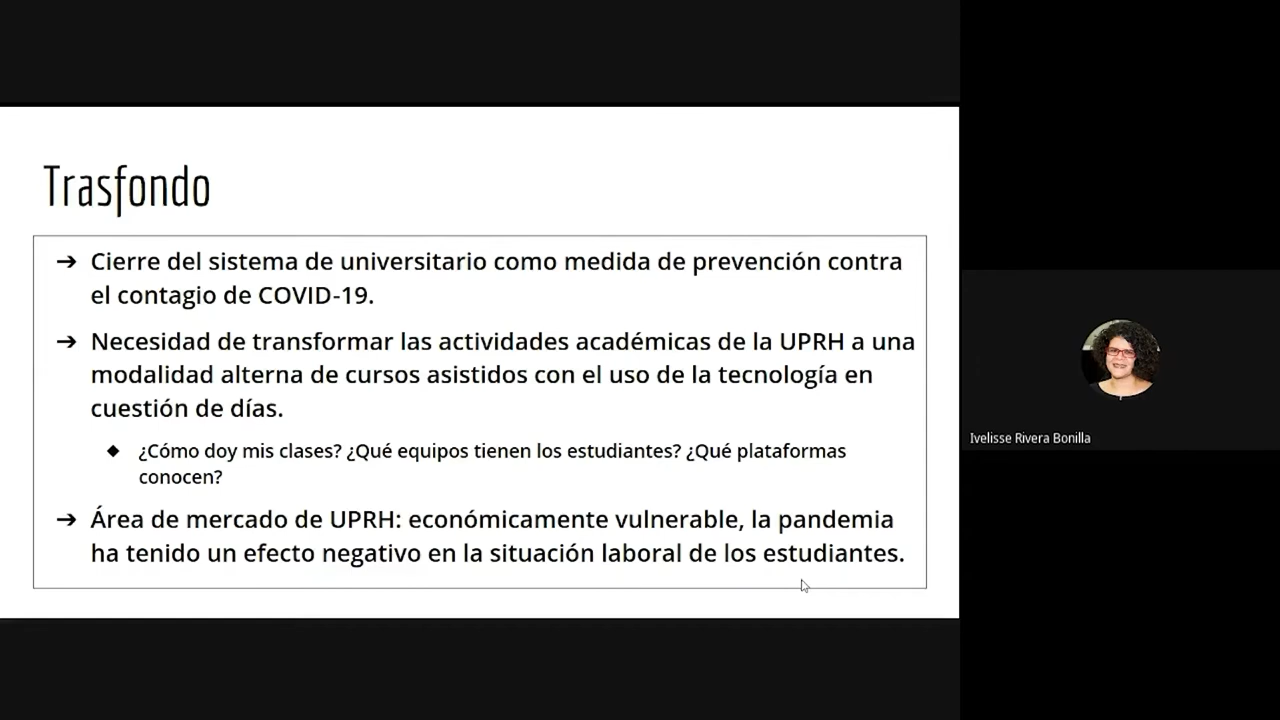 Trasfondo
➔ Cierre del sistema de universitario como medida de prevención contra
el contagio de COVID-19.
➔ Necesidad de transformar las actividades académicas de la UPRH a una
modalidad alterna de cursos asistidos con el uso de la tecnología en
cuestión de días.
◆ ¿Cómo doy mis clases? ¿Qué equipos tienen los estudiantes? ¿Qué plataformas
conocen?
➔ Área de mercado de UPRH: económicamente vulnerable, la pandemia
ha tenido un efecto negativo en la situación laboral de los estudiantes.
Ivelisse Rivera Bonilla